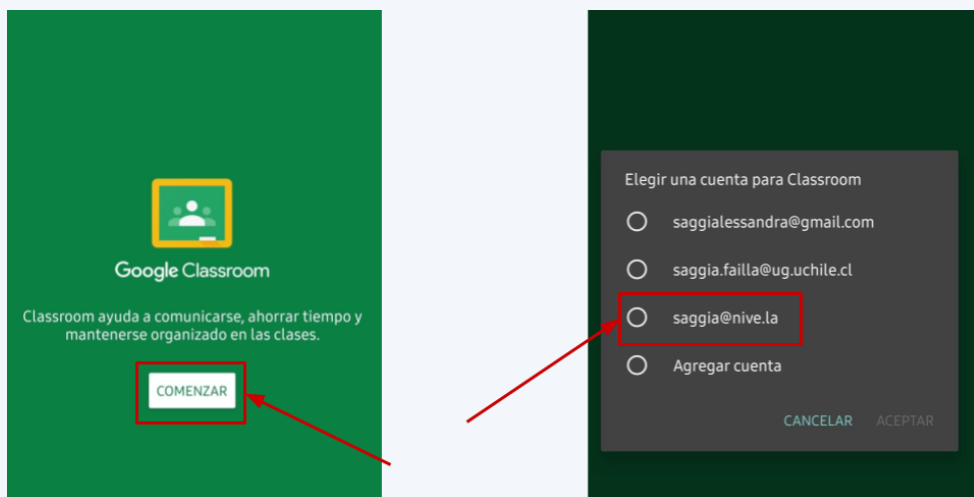 Google Classroom
Classroom ayuda a comunicarse, ahorrar tiempo y
mantenerse organizado en las clases.
COMENZAR
Elegir una cuenta para Classroom
saggialessandra@gmail.com
saggia.failla@ug.uchile.cl
saggia@nive.la
Agregar cuenta
CANCELAR ACEPTAR